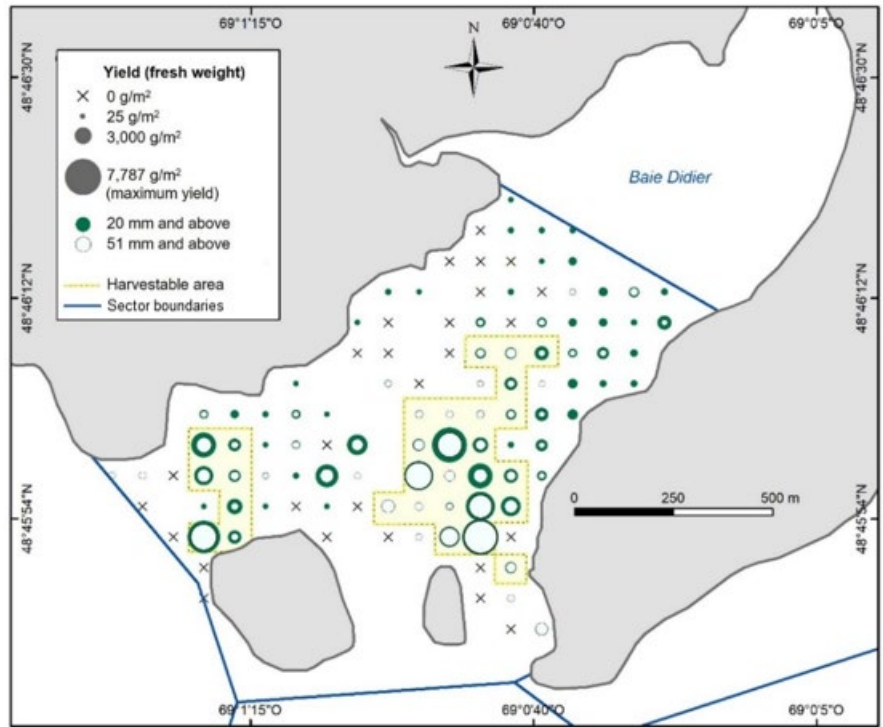 69°1'15"O 69°0'40"O 69°0'5"O
N
48°46'30"N 48°46'30"N
Yield (fresh weight)
0 g/m²
25 g/m²
3,000 g/m²
7,787 g/m²
(maximum yield)
20 mm and above
51 mm and above
Harvestable area
Sector boundaries
Baie Didier
48°46'12"N 48°46'12"N
0 250 500 m
48°45'54"N 48°45'54"N
69°1'15"O 69°0'40"O 69°0'5"O